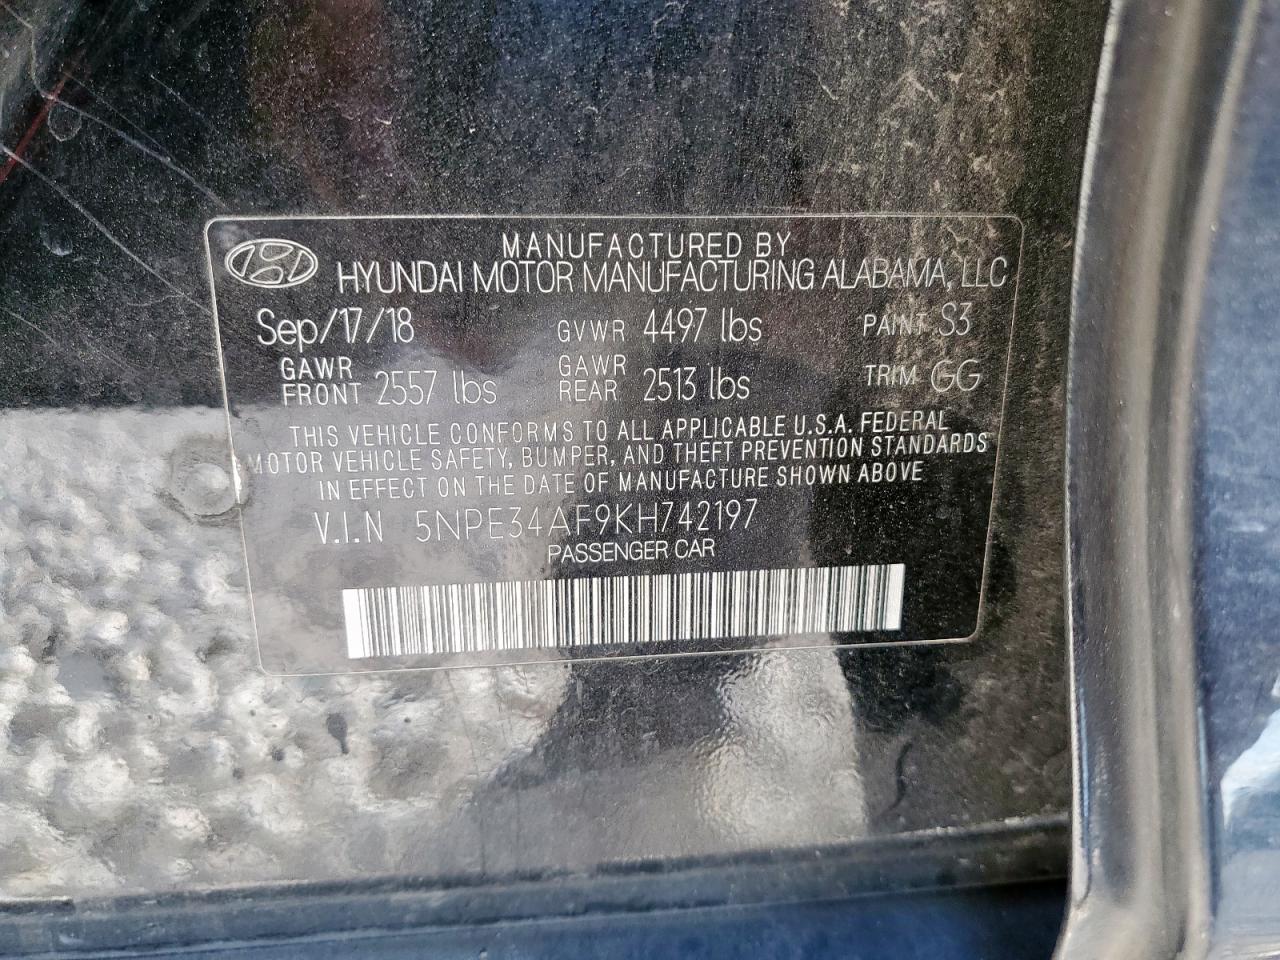 MANUFACTURED BY
HYUNDAI MOTOR MANUFACTURING ALABAMA, LLC
Sep/17/18 GVWR 4497 lbs PAINT S3
GAWR FRONT 2557 lbs GAWR REAR 2513 lbs TRIM GG
THIS VEHICLE CONFORMS TO ALL APPLICABLE U.S.A. FEDERAL
MOTOR VEHICLE SAFETY, BUMPER, AND THEFT PREVENTION STANDARDS
IN EFFECT ON THE DATE OF MANUFACTURE SHOWN ABOVE
V.I.N 5NPE34AF9KH742197
PASSENGER CAR